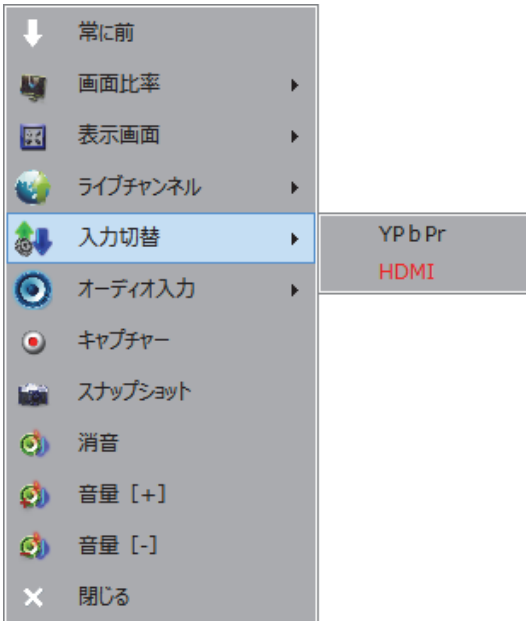 常に前
画面比率
表示画面
ライブチャンネル
入力切替
YPbPr
HDMI
オーディオ入力
キャプチャー
スナップショット
消音
音量 [+]
音量 [-]
閉じる